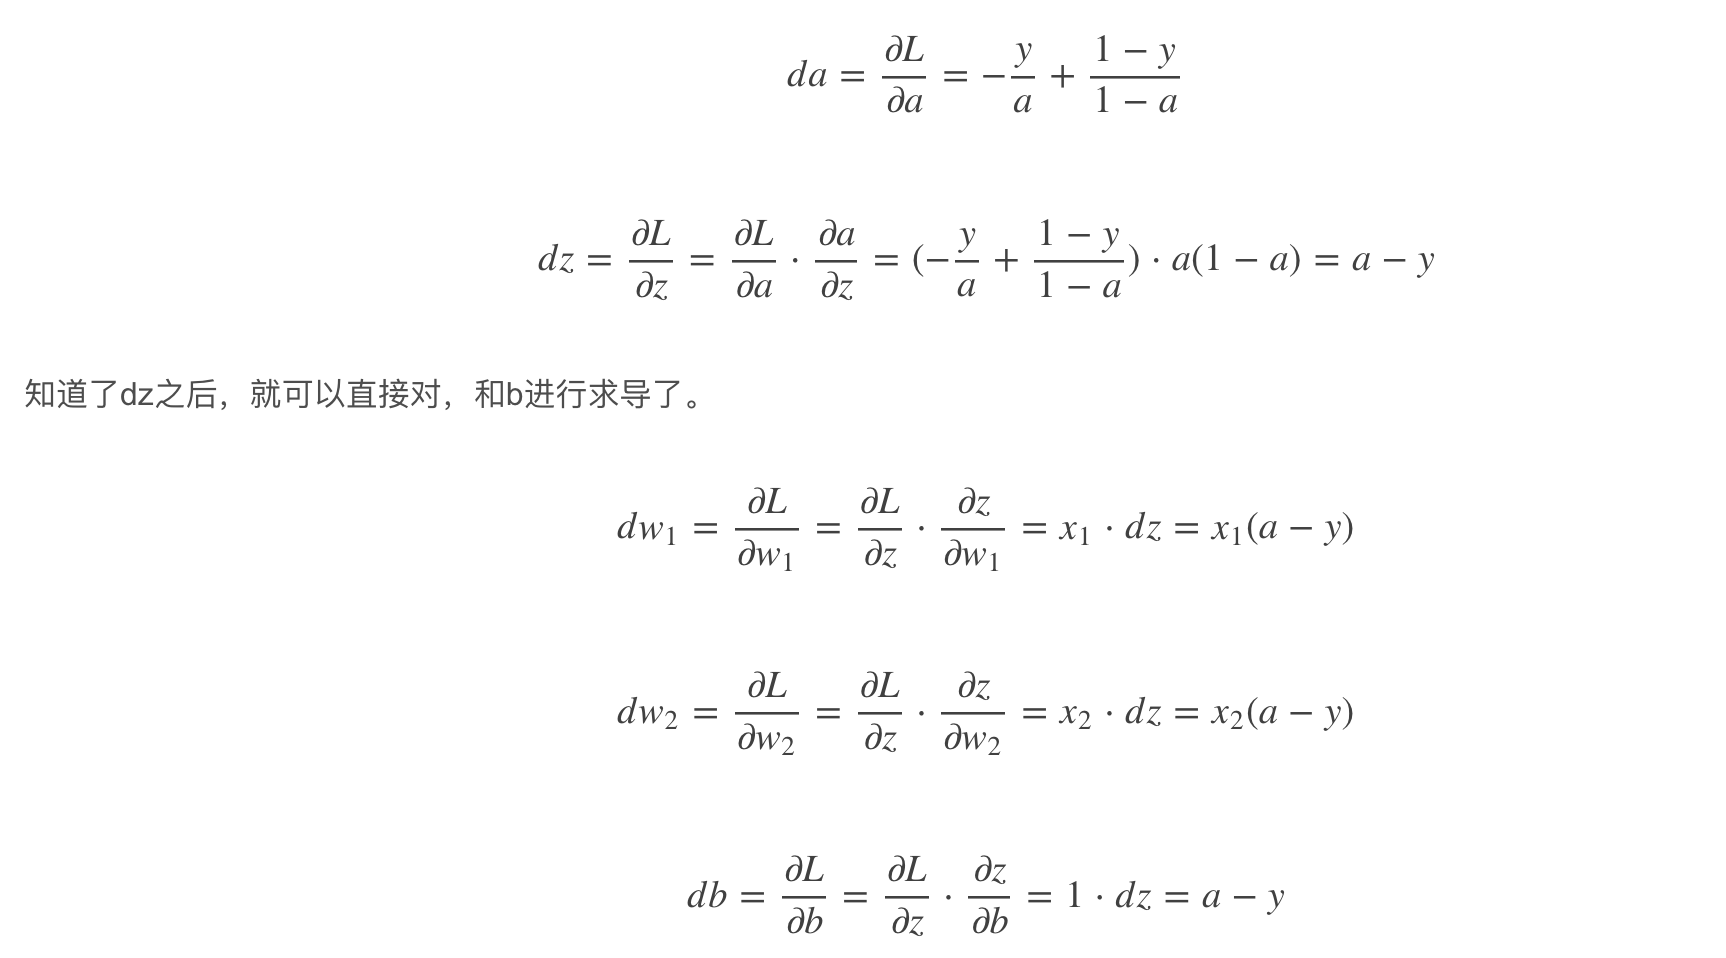 $da = \frac{\partial L}{\partial a} = -\frac{y}{a} + \frac{1-y}{1-a}$
$dz = \frac{\partial L}{\partial z} = \frac{\partial L}{\partial a} \cdot \frac{\partial a}{\partial z} = (-\frac{y}{a} + \frac{1-y}{1-a}) \cdot a(1-a) = a - y$
知道了dz之后，就可以直接对，和b进行求导了。
$dw_1 = \frac{\partial L}{\partial w_1} = \frac{\partial L}{\partial z} \cdot \frac{\partial z}{\partial w_1} = x_1 \cdot dz = x_1(a-y)$
$dw_2 = \frac{\partial L}{\partial w_2} = \frac{\partial L}{\partial z} \cdot \frac{\partial z}{\partial w_2} = x_2 \cdot dz = x_2(a-y)$
$db = \frac{\partial L}{\partial b} = \frac{\partial L}{\partial z} \cdot \frac{\partial z}{\partial b} = 1 \cdot dz = a - y$